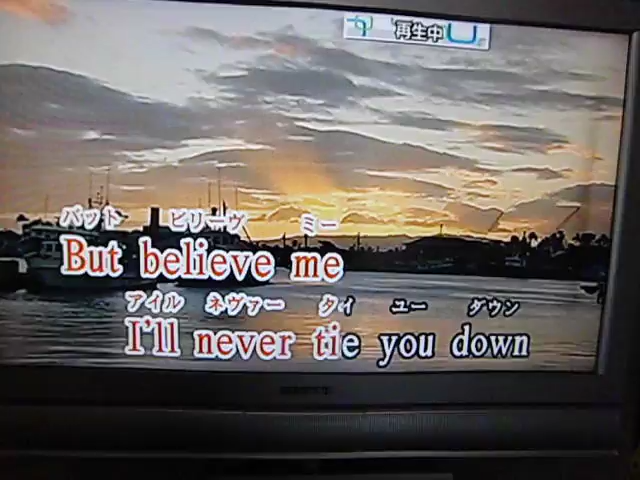 再生中
バット ビリーヴ ミー
But believe me
アイル ネヴァー タイ ユー ダウン
I'll never tie you down